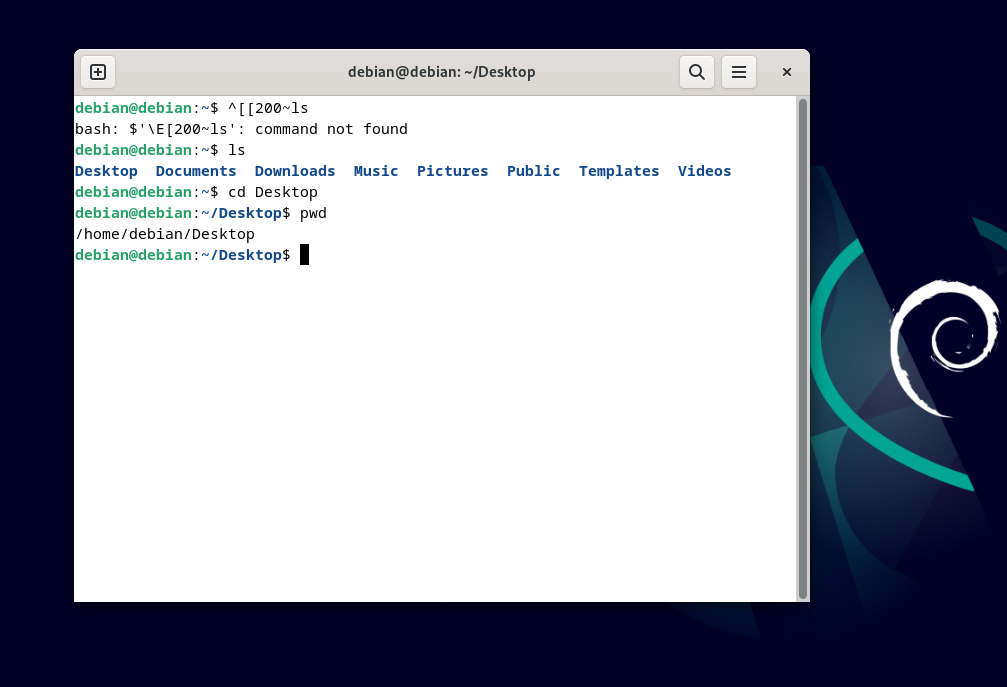 debian@debian: ~/Desktop
debian@debian:~$ ^[[200~ls
bash: $'\E[200~ls': command not found
debian@debian:~$ ls
Desktop  Documents  Downloads  Music  Pictures  Public  Templates  Videos
debian@debian:~$ cd Desktop
debian@debian:~/Desktop$ pwd
/home/debian/Desktop
debian@debian:~/Desktop$